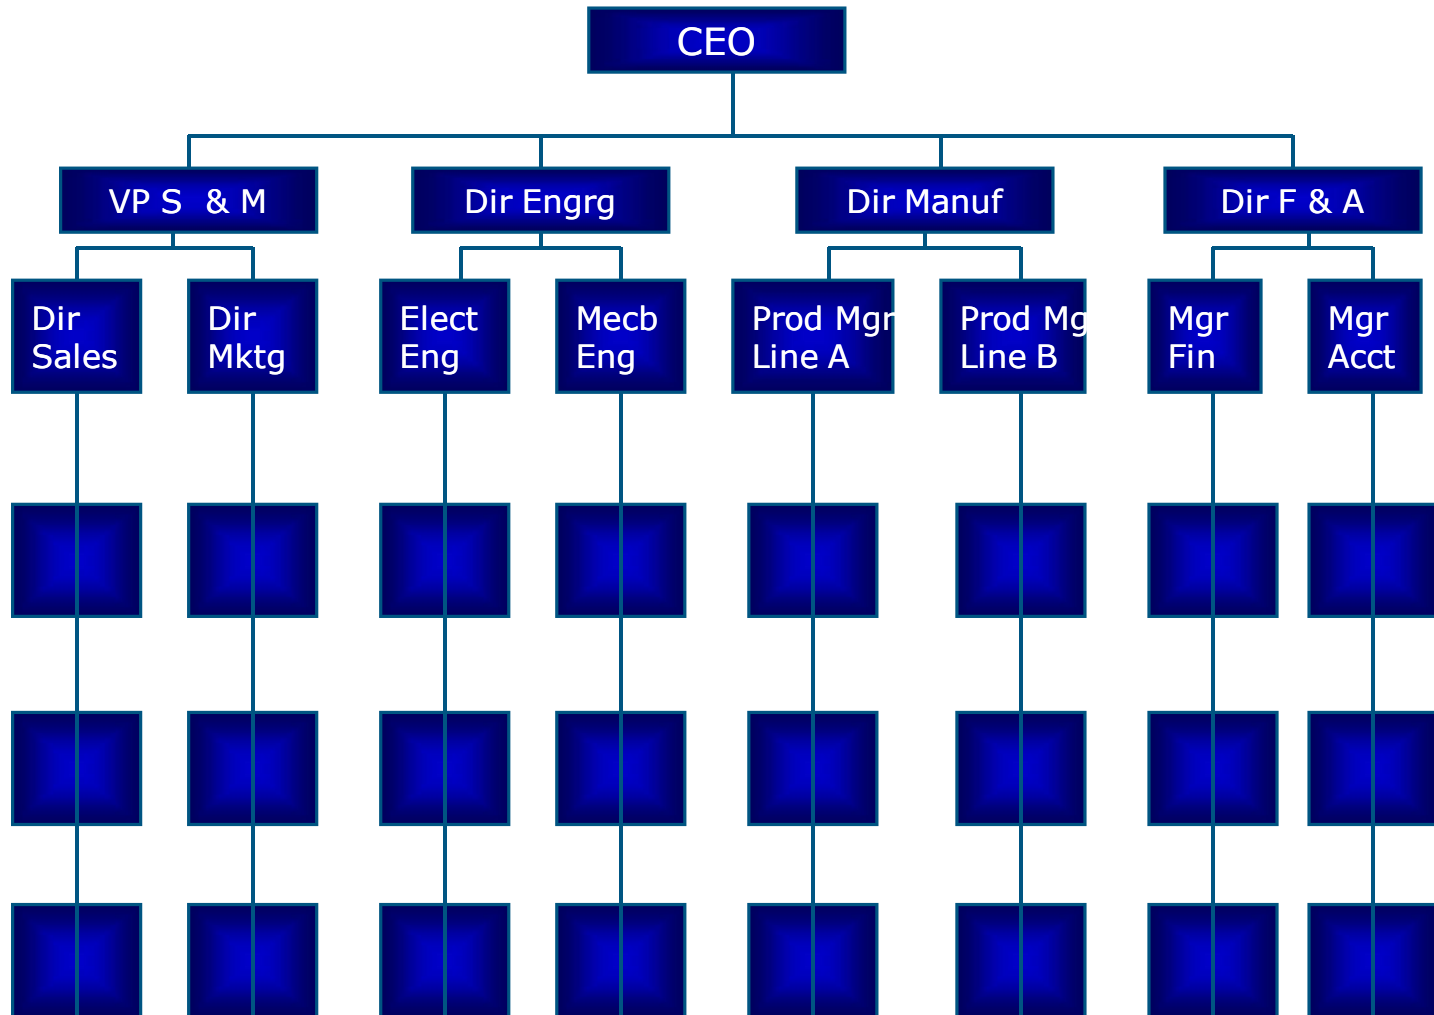 CEO
VP S & M
Dir Engrg
Dir Manuf
Dir F & A
Dir
Sales
Dir
Mktg
Elect
Eng
Mecb
Eng
Prod Mgr
Line A
Prod Mg
Line B
Mgr
Fin
Mgr
Acct